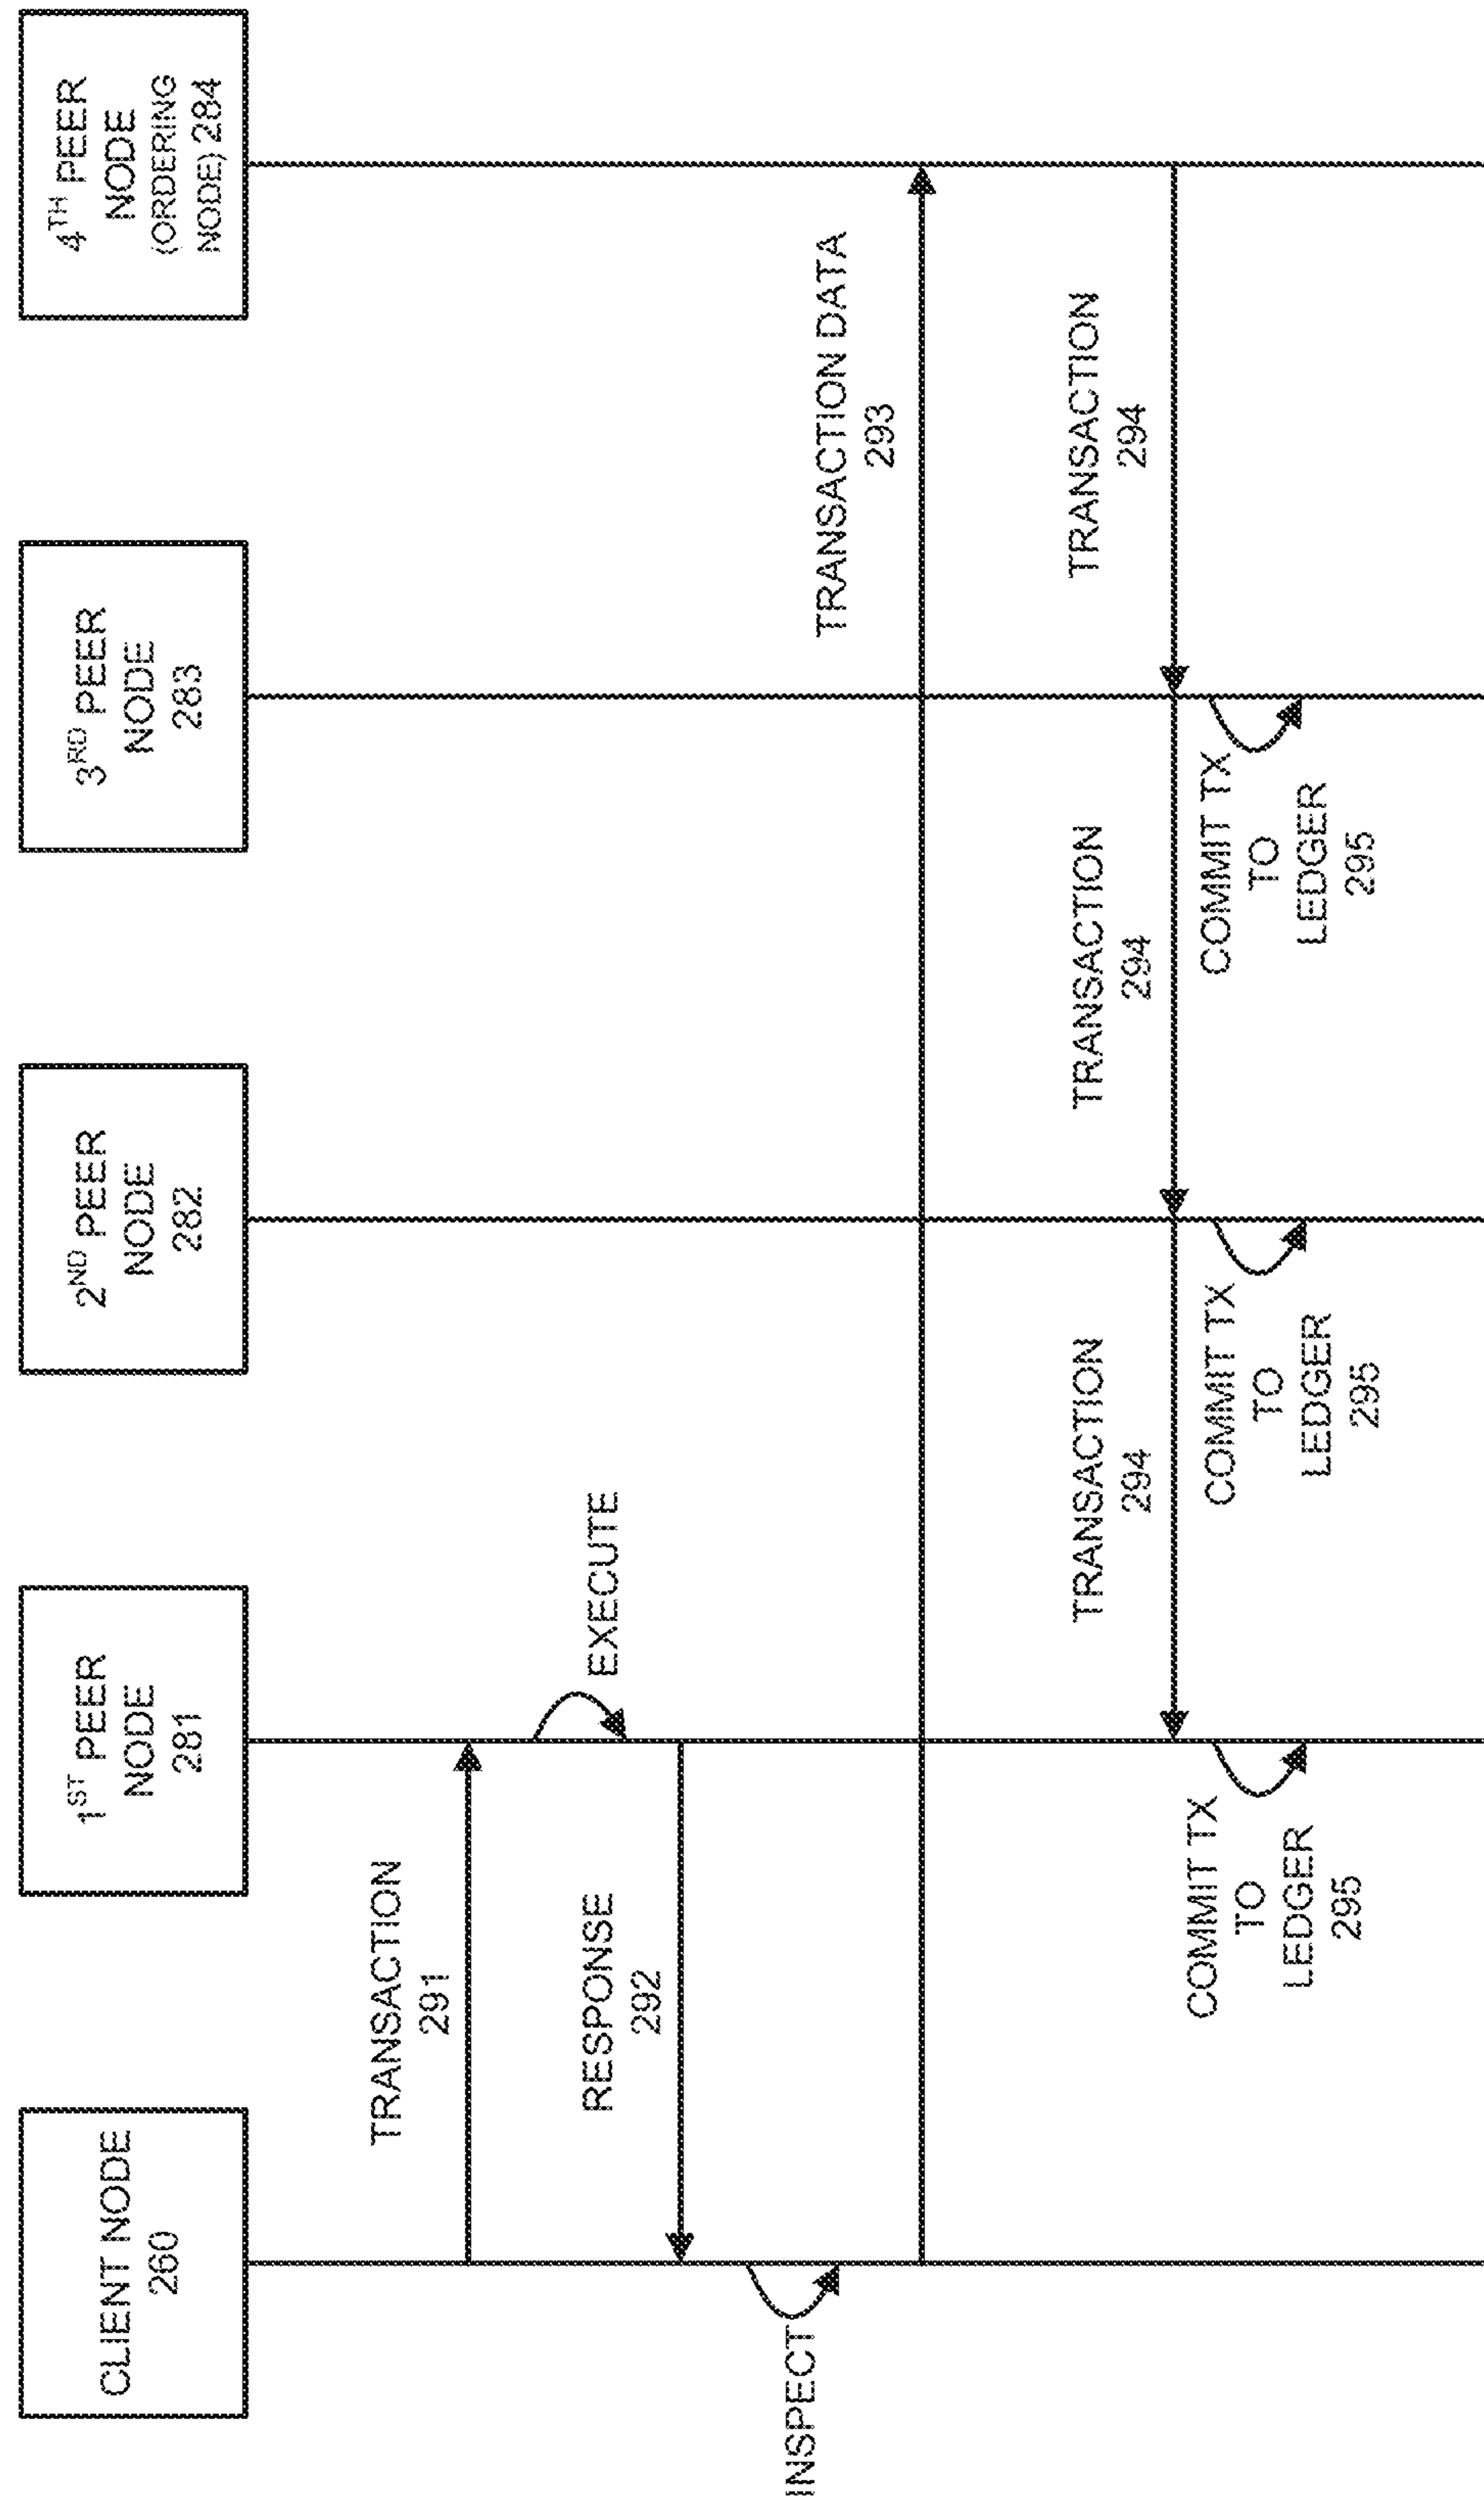 CLIENT NODE
260
1ST PEER
NODE
281
2ND PEER
NODE
282
3RD PEER
NODE
283
4TH PEER
NODE
(ORDERING
NODE) 284
TRANSACTION
291
EXECUTE
RESPONSE
292
INSPECT
TRANSACTION DATA
293
TRANSACTION
294
TRANSACTION
294
TRANSACTION
294
COMMIT TX
TO
LEDGER
295
COMMIT TX
TO
LEDGER
295
COMMIT TX
TO
LEDGER
295